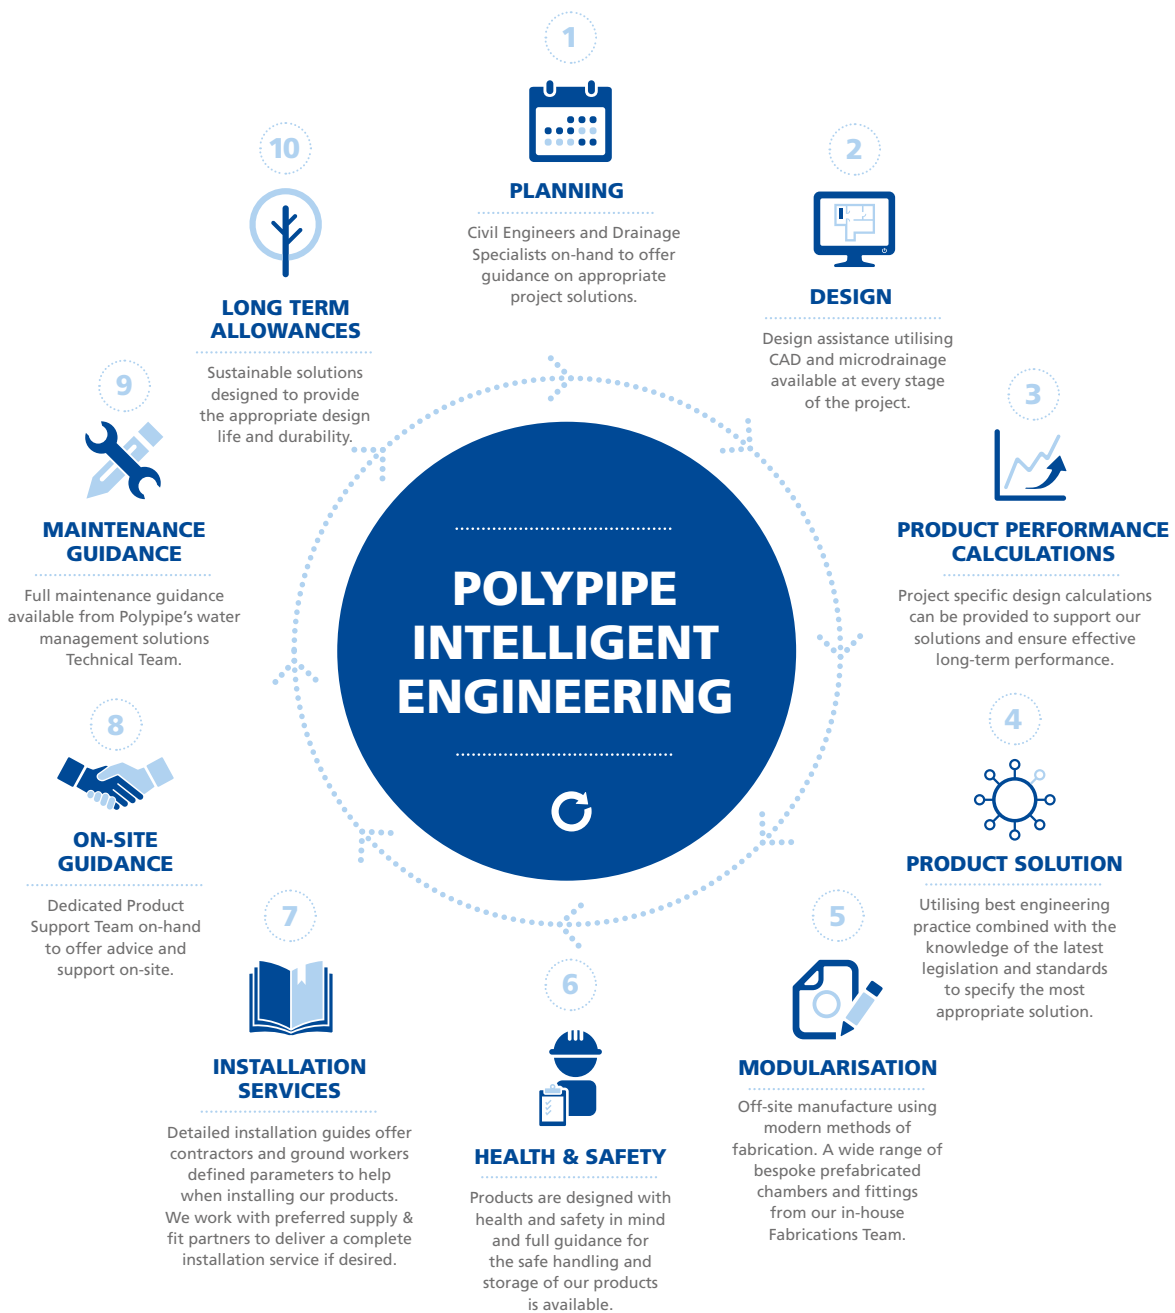 1
PLANNING
Civil Engineers and Drainage
Specialists on-hand to offer
guidance on appropriate
project solutions.
2
DESIGN
Design assistance utilising
CAD and microdrainage
available at every stage
of the project.
3
PRODUCT PERFORMANCE
CALCULATIONS
Project specific design calculations
can be provided to support our
solutions and ensure effective
long-term performance.
4
PRODUCT SOLUTION
Utilising best engineering
practice combined with the
knowledge of the latest
legislation and standards
to specify the most
appropriate solution.
5
MODULARISATION
Off-site manufacture using
modern methods of
fabrication. A wide range of
bespoke prefabricated
chambers and fittings
from our in-house
Fabrications Team.
6
HEALTH & SAFETY
Products are designed with
health and safety in mind
and full guidance for
the safe handling and
storage of our products
is available.
7
INSTALLATION
SERVICES
Detailed installation guides offer
contractors and ground workers
defined parameters to help
when installing our products.
We work with preferred supply &
fit partners to deliver a complete
installation service if desired.
8
ON-SITE
GUIDANCE
Dedicated Product
Support Team on-hand
to offer advice and
support on-site.
9
MAINTENANCE
GUIDANCE
Full maintenance guidance
available from Polypipe’s water
management solutions
Technical Team.
10
LONG TERM
ALLOWANCES
Sustainable solutions
designed to provide
the appropriate design
life and durability.
POLYPIPE
INTELLIGENT
ENGINEERING